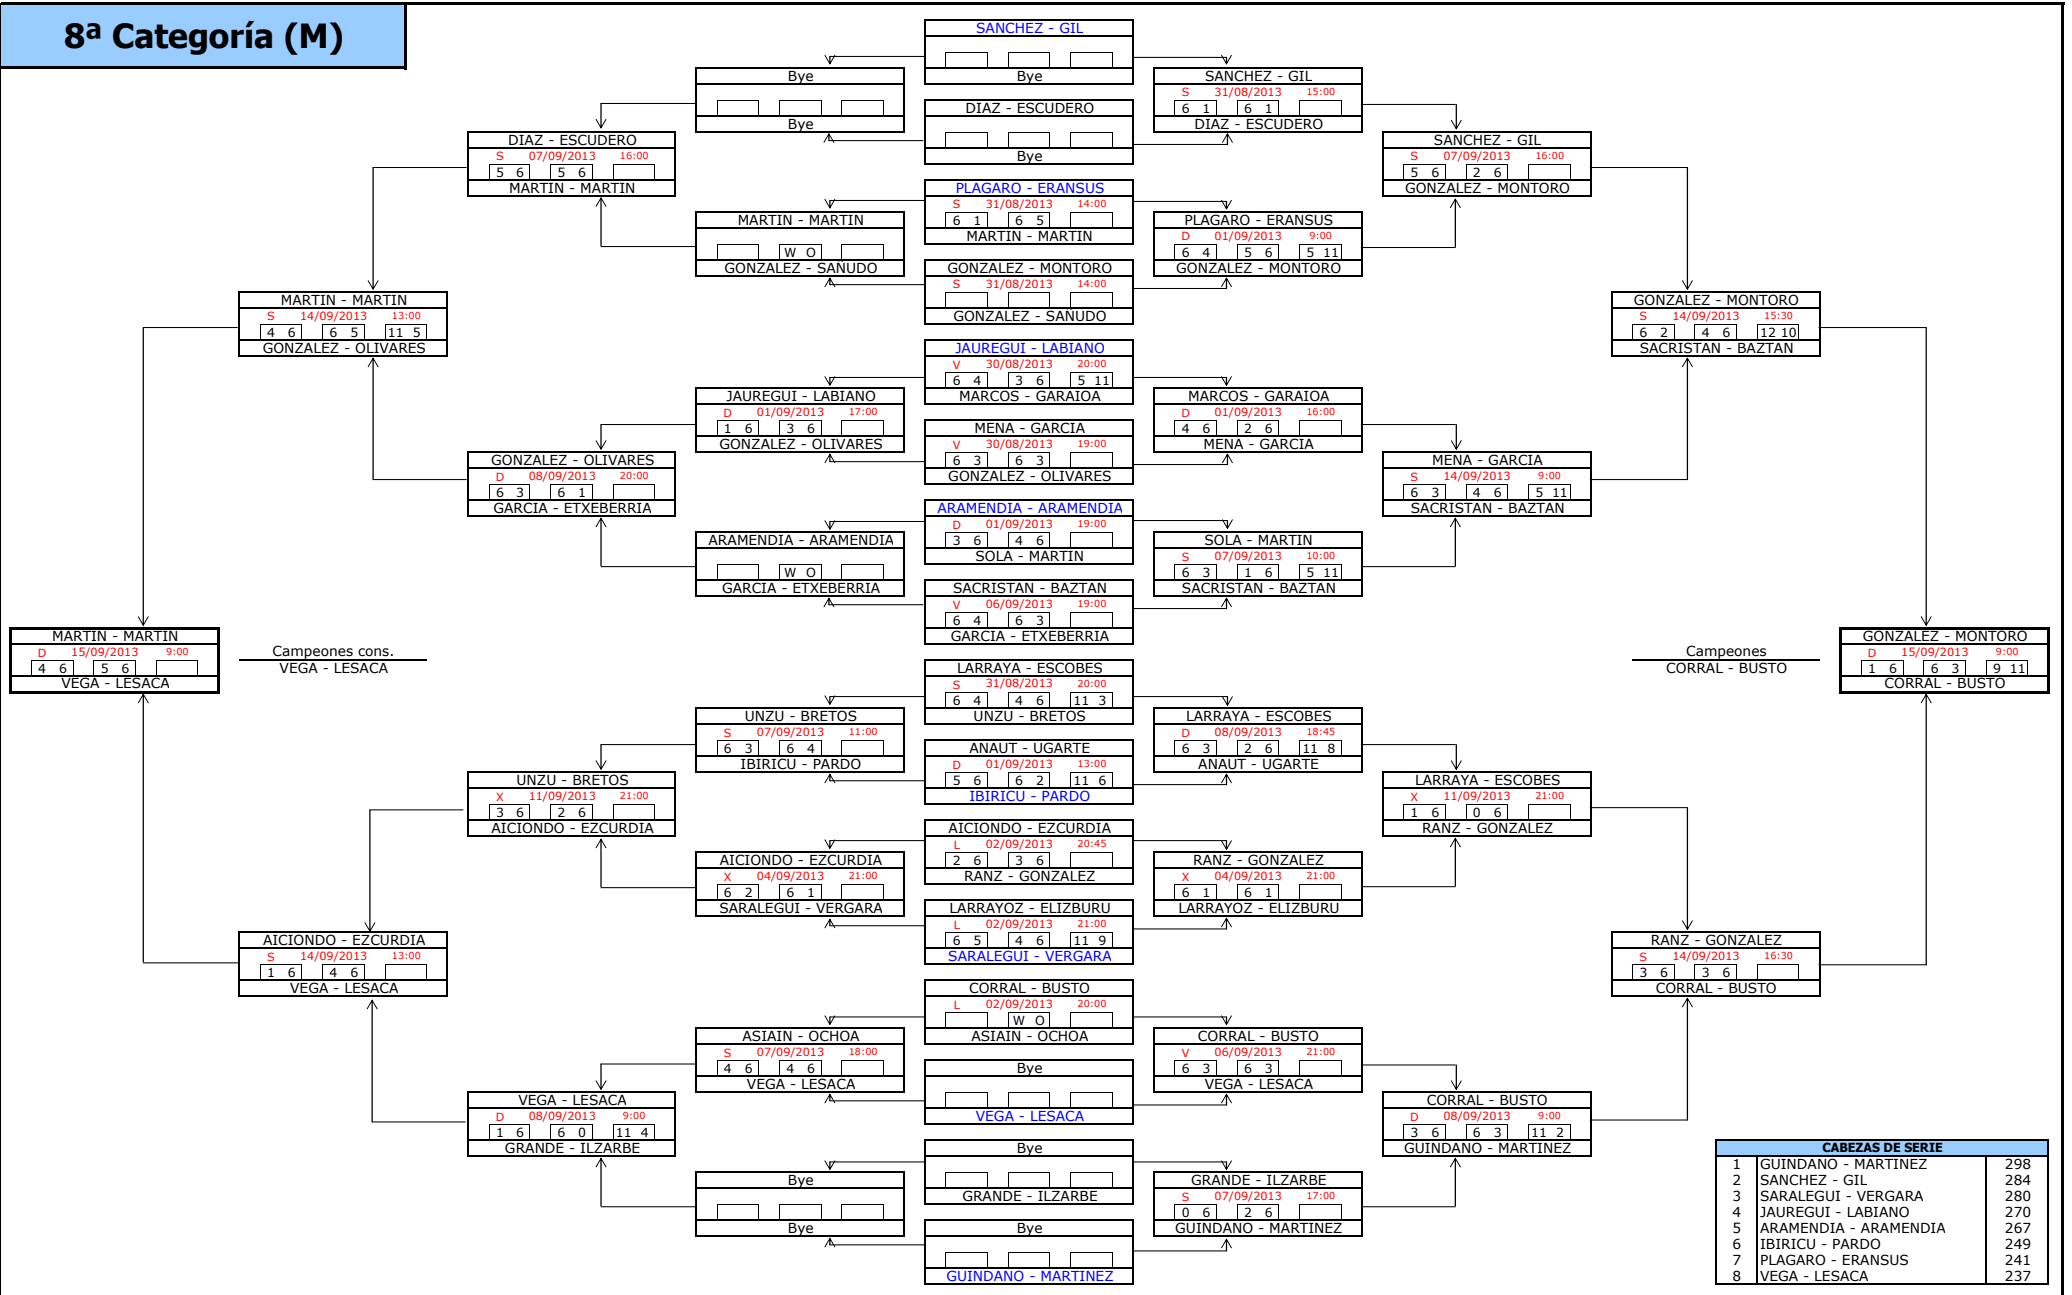 8ª Categoría (M)
SANCHEZ - GIL
Bye
DIAZ - ESCUDERO
Bye
PLAGARO - ERANSUS
S 31/08/2013 14:00
6 1 6 5
MARTIN - MARTIN
GONZALEZ - MONTORO
S 31/08/2013 14:00
GONZALEZ - SAÑUDO
JAUREGUI - LABIANO
V 30/08/2013 20:00
6 4 3 6 5 11
MARCOS - GARAIOA
MENA - GARCIA
V 30/08/2013 19:00
6 3 6 3
GONZALEZ - OLIVARES
ARAMENDIA - ARAMENDIA
D 01/09/2013 19:00
3 6 4 6
SOLA - MARTIN
SACRISTAN - BAZTAN
V 06/09/2013 19:00
6 4 6 3
GARCIA - ETXEBERRIA
LARRAYA - ESCOBES
S 31/08/2013 20:00
6 4 4 6 11 3
UNZU - BRETOS
ANAUT - UGARTE
D 01/09/2013 13:00
5 6 6 2 11 6
IBIRICU - PARDO
AICIONDO - EZCURDIA
L 02/09/2013 20:45
2 6 3 6
RANZ - GONZALEZ
LARRAYOZ - ELIZBURU
L 02/09/2013 21:00
6 5 4 6 11 9
SARALEGUI - VERGARA
CORRAL - BUSTO
L 02/09/2013 20:00
W O
ASIAIN - OCHOA
Bye
VEGA - LESACA
Bye
GRANDE - ILZARBE
Bye
GUINDANO - MARTINEZ
Bye
Bye
MARTIN - MARTIN
W O
GONZALEZ - SAÑUDO
JAUREGUI - LABIANO
D 01/09/2013 17:00
1 6 3 6
GONZALEZ - OLIVARES
ARAMENDIA - ARAMENDIA
W O
GARCIA - ETXEBERRIA
UNZU - BRETOS
S 07/09/2013 11:00
6 3 6 4
IBIRICU - PARDO
AICIONDO - EZCURDIA
X 04/09/2013 21:00
6 2 6 1
SARALEGUI - VERGARA
ASIAIN - OCHOA
S 07/09/2013 18:00
4 6 4 6
VEGA - LESACA
Bye
Bye
DIAZ - ESCUDERO
S 07/09/2013 16:00
5 6 5 6
MARTIN - MARTIN
GONZALEZ - OLIVARES
D 08/09/2013 20:00
6 3 6 1
GARCIA - ETXEBERRIA
UNZU - BRETOS
X 11/09/2013 21:00
3 6 2 6
AICIONDO - EZCURDIA
VEGA - LESACA
D 08/09/2013 9:00
1 6 6 0 11 4
GRANDE - ILZARBE
MARTIN - MARTIN
S 14/09/2013 13:00
4 6 6 5 11 5
GONZALEZ - OLIVARES
AICIONDO - EZCURDIA
S 14/09/2013 13:00
1 6 4 6
VEGA - LESACA
MARTIN - MARTIN
D 15/09/2013 9:00
4 6 5 6
VEGA - LESACA
Campeones cons.
VEGA - LESACA
SANCHEZ - GIL
S 31/08/2013 15:00
6 1 6 1
DIAZ - ESCUDERO
PLAGARO - ERANSUS
D 01/09/2013 9:00
6 4 5 6 5 11
GONZALEZ - MONTORO
MARCOS - GARAIOA
D 01/09/2013 16:00
4 6 2 6
MENA - GARCIA
SOLA - MARTIN
S 07/09/2013 10:00
6 3 1 6 5 11
SACRISTAN - BAZTAN
LARRAYA - ESCOBES
D 08/09/2013 18:45
6 3 2 6 11 8
ANAUT - UGARTE
RANZ - GONZALEZ
X 04/09/2013 21:00
6 1 6 1
LARRAYOZ - ELIZBURU
CORRAL - BUSTO
V 06/09/2013 21:00
6 3 6 3
VEGA - LESACA
GRANDE - ILZARBE
S 07/09/2013 17:00
0 6 2 6
GUINDANO - MARTINEZ
SANCHEZ - GIL
S 07/09/2013 16:00
5 6 2 6
GONZALEZ - MONTORO
MENA - GARCIA
S 14/09/2013 9:00
6 3 4 6 5 11
SACRISTAN - BAZTAN
LARRAYA - ESCOBES
X 11/09/2013 21:00
1 6 0 6
RANZ - GONZALEZ
CORRAL - BUSTO
D 08/09/2013 9:00
3 6 6 3 11 2
GUINDANO - MARTINEZ
GONZALEZ - MONTORO
S 14/09/2013 15:30
6 2 4 6 12 10
SACRISTAN - BAZTAN
RANZ - GONZALEZ
S 14/09/2013 16:30
3 6 3 6
CORRAL - BUSTO
Campeones
CORRAL - BUSTO
GONZALEZ - MONTORO
D 15/09/2013 9:00
1 6 6 3 9 11
CORRAL - BUSTO
CABEZAS DE SERIE
1 GUINDANO - MARTINEZ 298
2 SANCHEZ - GIL 284
3 SARALEGUI - VERGARA 280
4 JAUREGUI - LABIANO 270
5 ARAMENDIA - ARAMENDIA 267
6 IBIRICU - PARDO 249
7 PLAGARO - ERANSUS 241
8 VEGA - LESACA 237